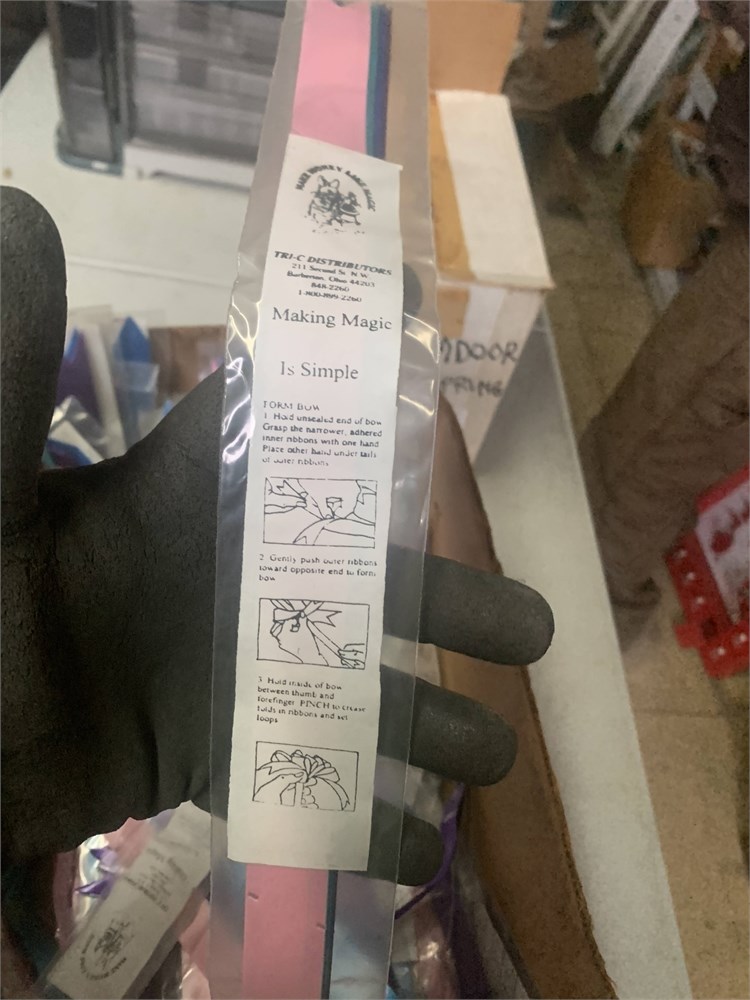 TRI-C DISTRIBUTORS
211 Second St. N.W.
Barberton, Ohio 44203
848-2260
1-800-899-2260
Making Magic
Is Simple
FORM BOW
1 Hold unsealed end of bow
Grasp the narrower, adhered
inner ribbons with one hand
Place other hand under tails
of outer ribbons
2 Gently push outer ribbons
toward opposite end to form
bow
3 Hold inside of bow
between thumb and
forefinger PINCH to crease
folds in ribbons and set
loops
DOOR